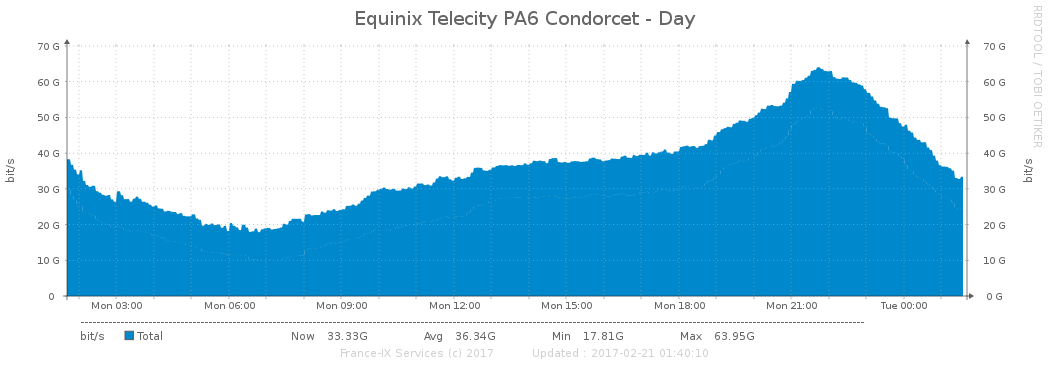 Equinix Telecity PA6 Condorcet - Day
RRDTOOL / TOBI OETIKER
70 G 70 G
60 G 60 G
50 G 50 G
40 G 40 G
30 G 30 G
20 G 20 G
10 G 10 G
0 0 G
bit/s
bit/s
Mon 03:00 Mon 06:00 Mon 09:00 Mon 12:00 Mon 15:00 Mon 18:00 Mon 21:00 Tue 00:00
bit/s Total Now 33.33G Avg 36.34G Min 17.81G Max 63.95G
France-IX Services (c) 2017 Updated : 2017-02-21 01:40:10